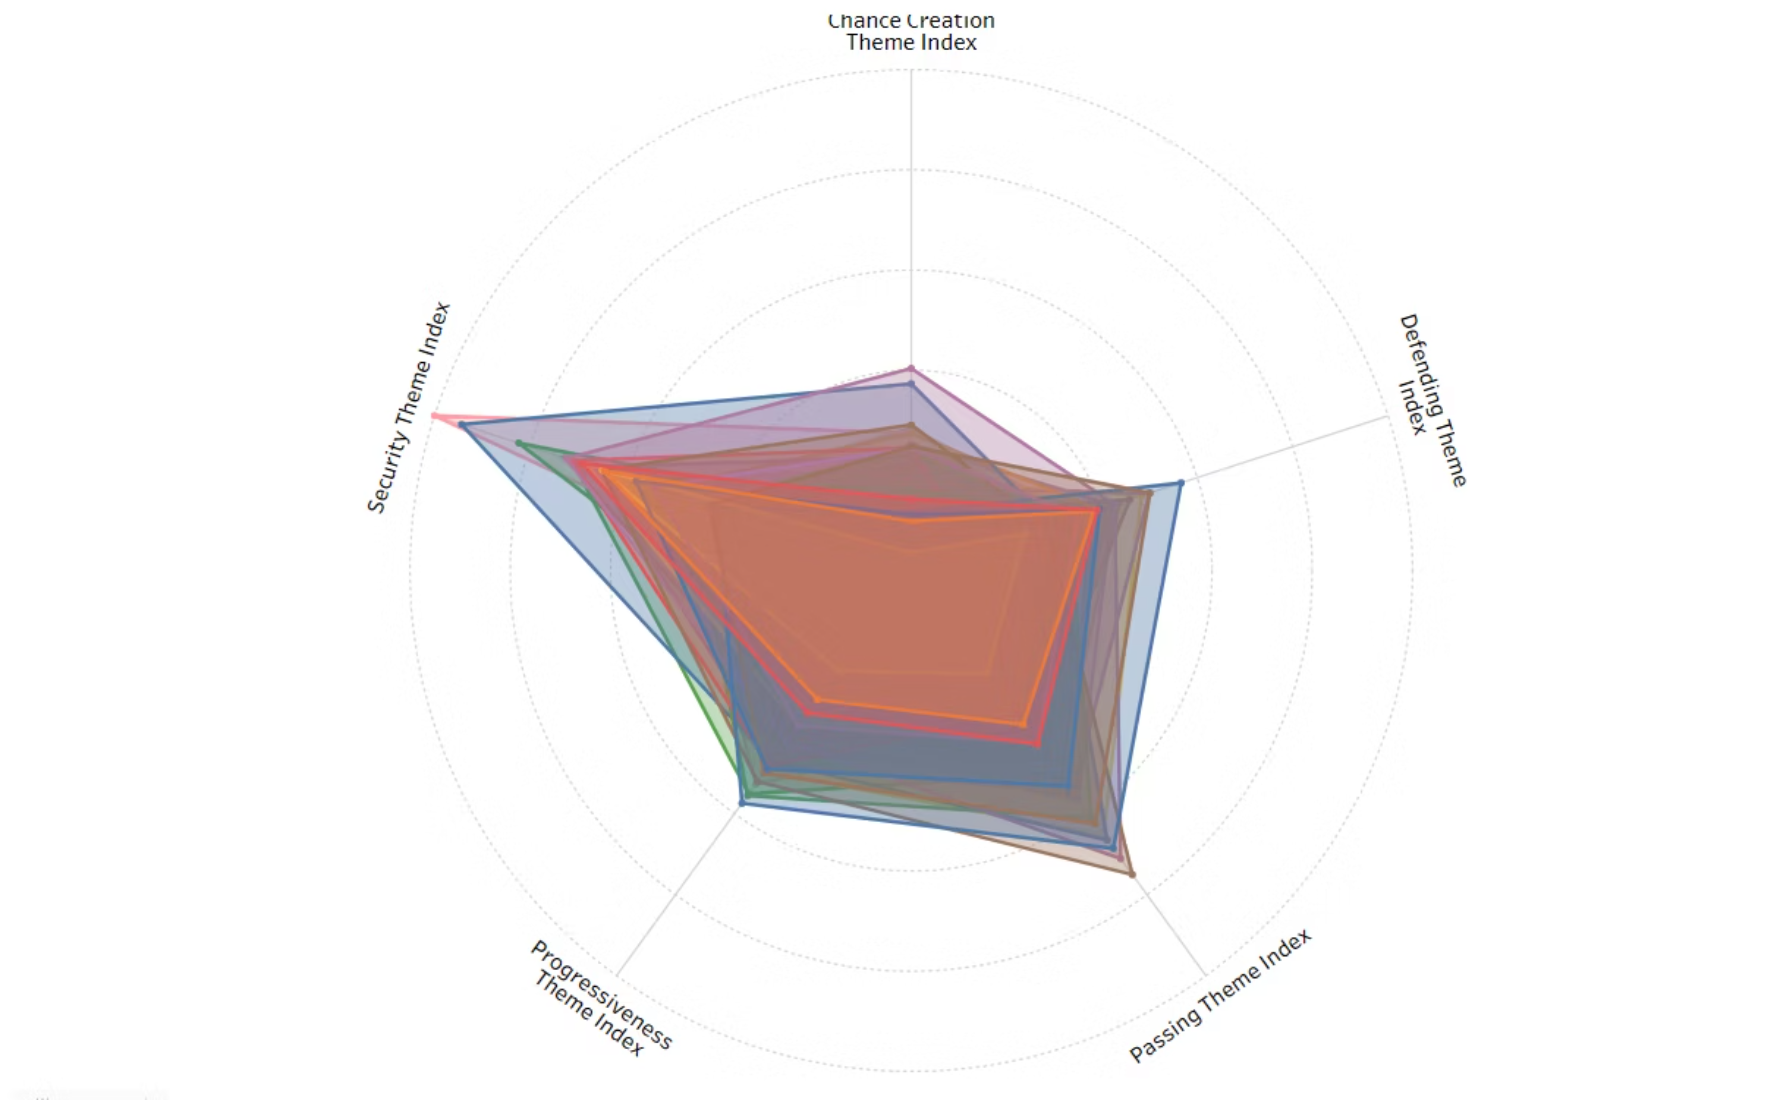 Chance Creation
Theme Index
Defending Theme
Index
Security Theme Index
Progressiveness
Theme Index
Passing Theme Index